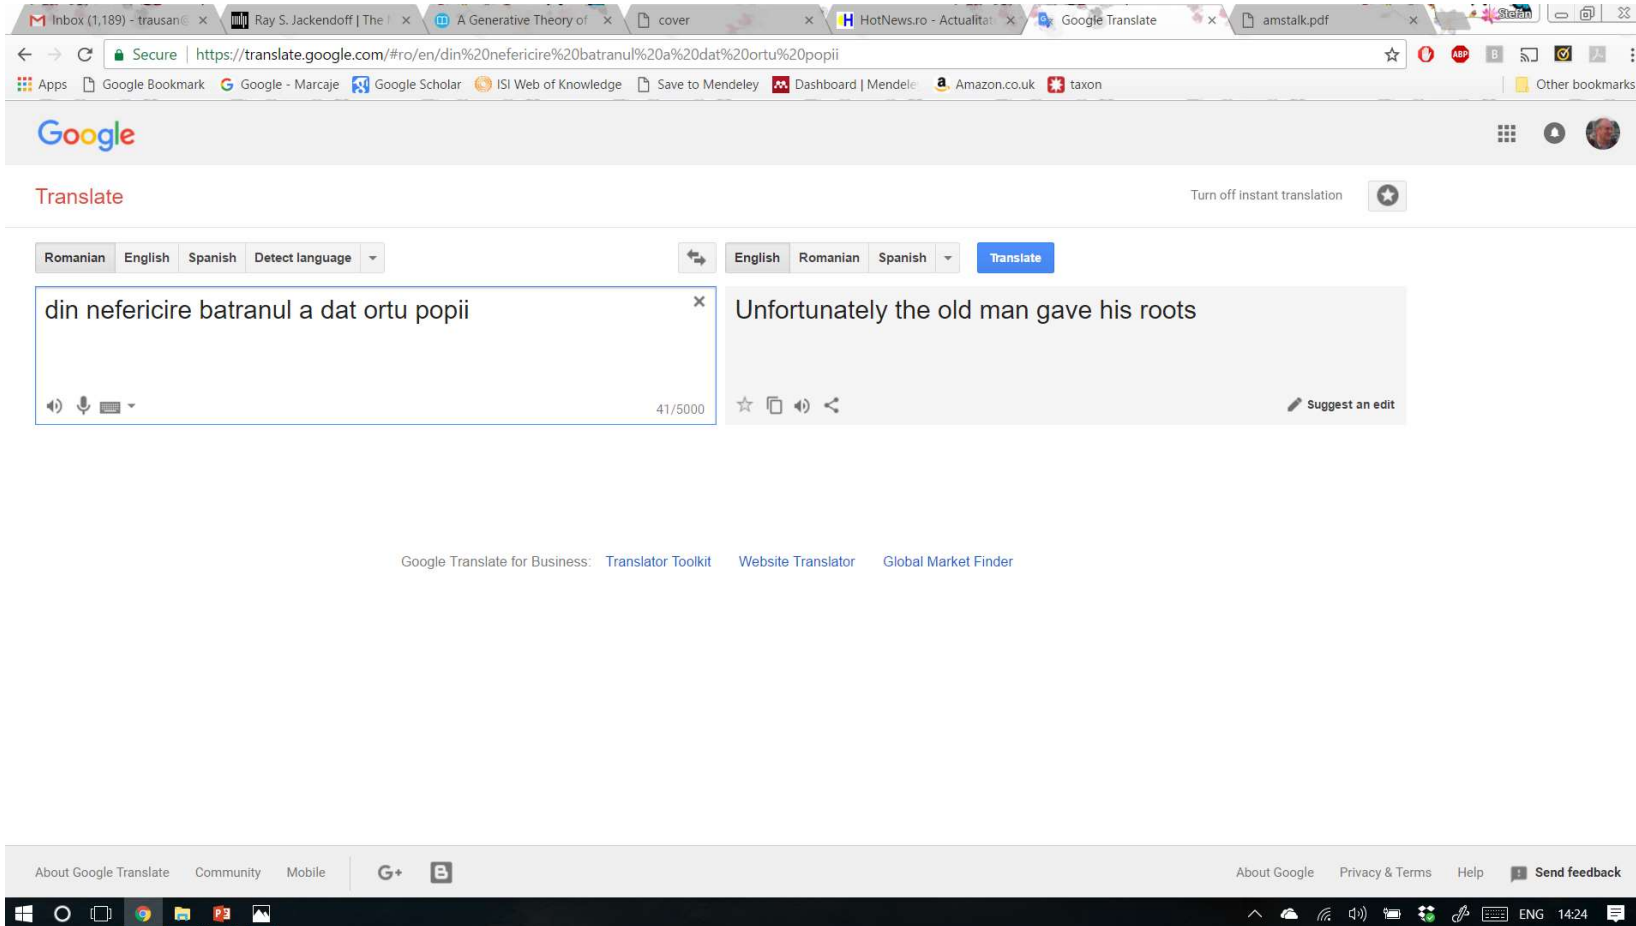 Inbox (1,189) - trausan@
Ray S. Jackendoff | The
A Generative Theory of
cover
HotNews.ro - Actualitat
Google Translate
amstalk.pdf
Stefan
Secure | https://translate.google.com/#ro/en/din%20nefericire%20batranul%20a%20dat%20ortu%20popii
ABP
Apps Google Bookmark Google - Marcaje Google Scholar ISI Web of Knowledge Save to Mendeley Dashboard | Mendele Amazon.co.uk taxon Other bookmarks
Google
Translate Turn off instant translation
Romanian English Spanish Detect language English Romanian Spanish Translate
din nefericire batranul a dat ortu popii
Unfortunately the old man gave his roots
41/5000
Suggest an edit
Google Translate for Business: Translator Toolkit Website Translator Global Market Finder
About Google Translate Community Mobile G+ About Google Privacy & Terms Help Send feedback
ENG 14:24